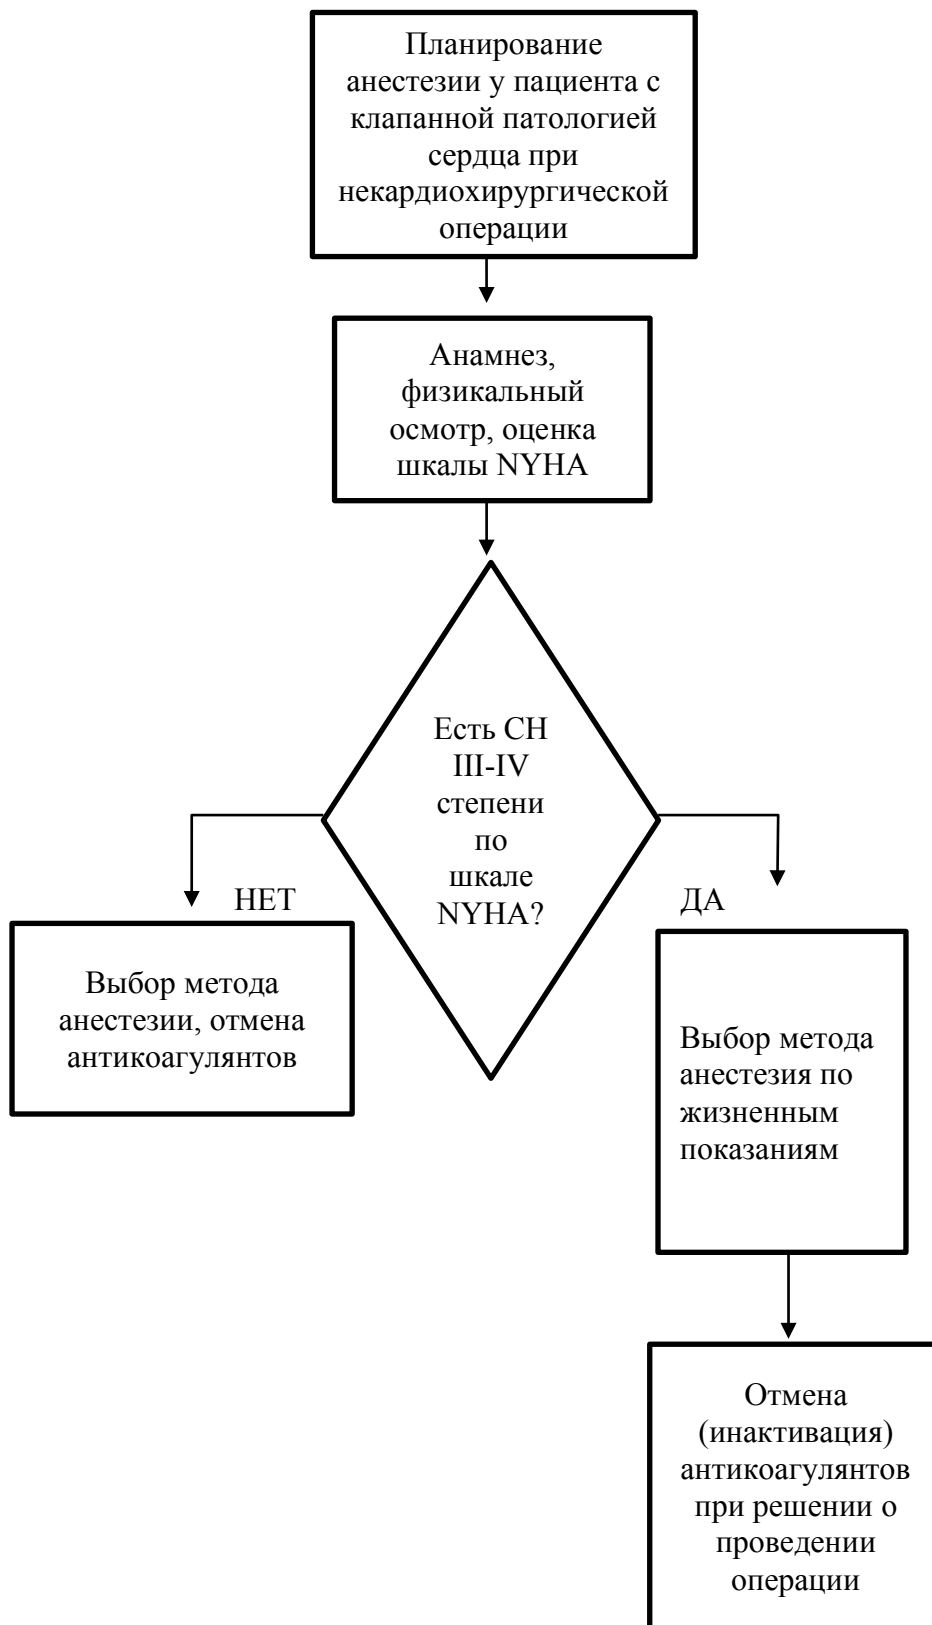 Планирование
анестезии у пациента с
клапанной патологией
сердца при
некардиохирургической
операции
Анамнез,
физикальный
осмотр, оценка
шкалы NYHA
Есть СН
III-IV
степени
по
шкале
NYHA?
НЕТ
ДА
Выбор метода
анестезии, отмена
антикоагулянтов
Выбор метода
анестезия по
жизненным
показаниям
Отмена
(инактивация)
антикоагулянтов
при решении о
проведении
операции